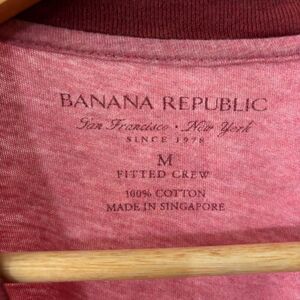 BANANA REPUBLIC
San Francisco • New York
SINCE 1978
M
FITTED CREW
100% COTTON
MADE IN SINGAPORE